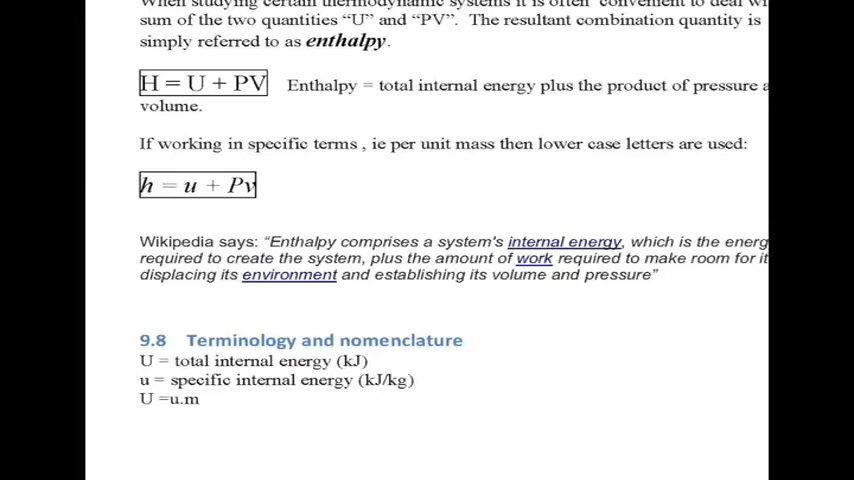 When studying certain thermodynamic systems it is often convenient to deal wi
sum of the two quantities “U” and “PV”. The resultant combination quantity is
simply referred to as enthalpy.
H = U + PV Enthalpy = total internal energy plus the product of pressure a
volume.
If working in specific terms , ie per unit mass then lower case letters are used:
h = u + Pv
Wikipedia says: “Enthalpy comprises a system's internal energy, which is the energ
required to create the system, plus the amount of work required to make room for it
displacing its environment and establishing its volume and pressure”
9.8 Terminology and nomenclature
U = total internal energy (kJ)
u = specific internal energy (kJ/kg)
U =u.m